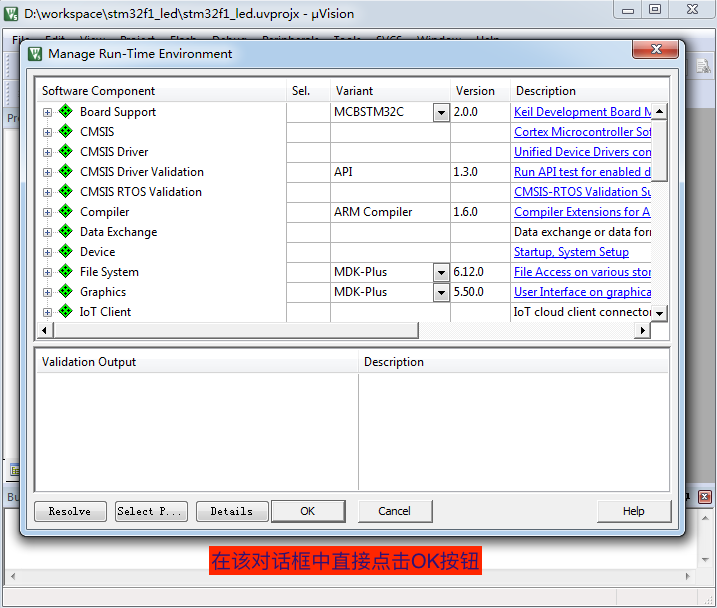 D:\workspace\stm32f1_led\stm32f1_led.uvprojx - µVision
Manage Run-Time Environment
Software Component Sel. Variant Version Description
Board Support MCBSTM32C 2.0.0 Keil Development Board M
CMSIS Cortex Microcontroller Sof
CMSIS Driver Unified Device Drivers con
CMSIS Driver Validation API 1.3.0 Run API test for enabled d
CMSIS RTOS Validation CMSIS-RTOS Validation Su
Compiler ARM Compiler 1.6.0 Compiler Extensions for A
Data Exchange Data exchange or data for
Device Startup, System Setup
File System MDK-Plus 6.12.0 File Access on various stor
Graphics MDK-Plus 5.50.0 User Interface on graphica
IoT Client IoT cloud client connector
Validation Output Description
Resolve Select P... Details OK Cancel Help
在该对话框中直接点击OK按钮